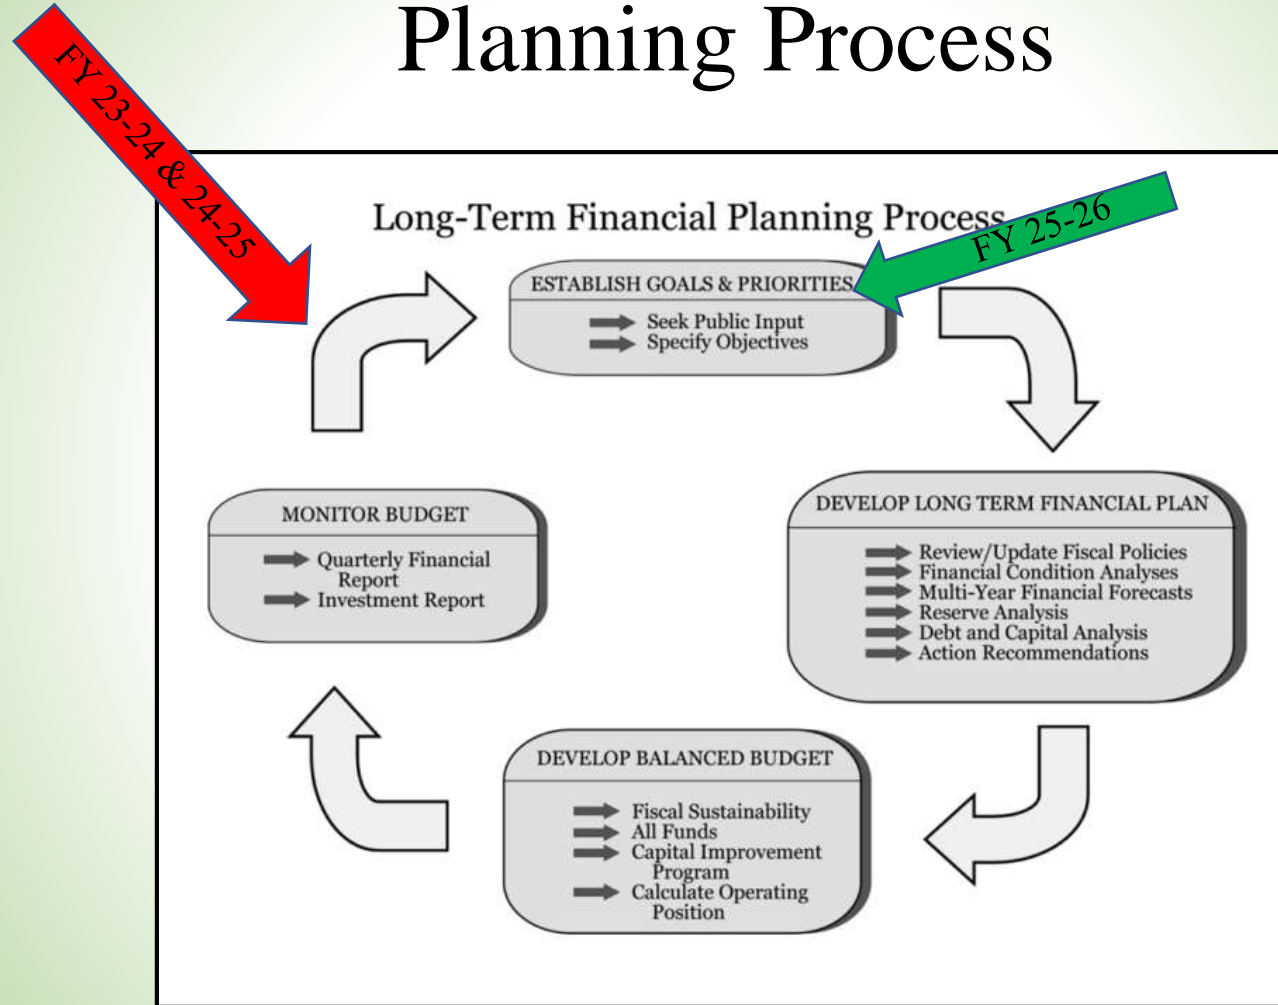 Planning Process
FY 23-24 & 24-25
Long-Term Financial Planning Process
FY 25-26
ESTABLISH GOALS & PRIORITIES
Seek Public Input
Specify Objectives
DEVELOP LONG TERM FINANCIAL PLAN
Review/Update Fiscal Policies
Financial Condition Analyses
Multi-Year Financial Forecasts
Reserve Analysis
Debt and Capital Analysis
Action Recommendations
DEVELOP BALANCED BUDGET
Fiscal Sustainability
All Funds
Capital Improvement
Program
Calculate Operating
Position
MONITOR BUDGET
Quarterly Financial
Report
Investment Report